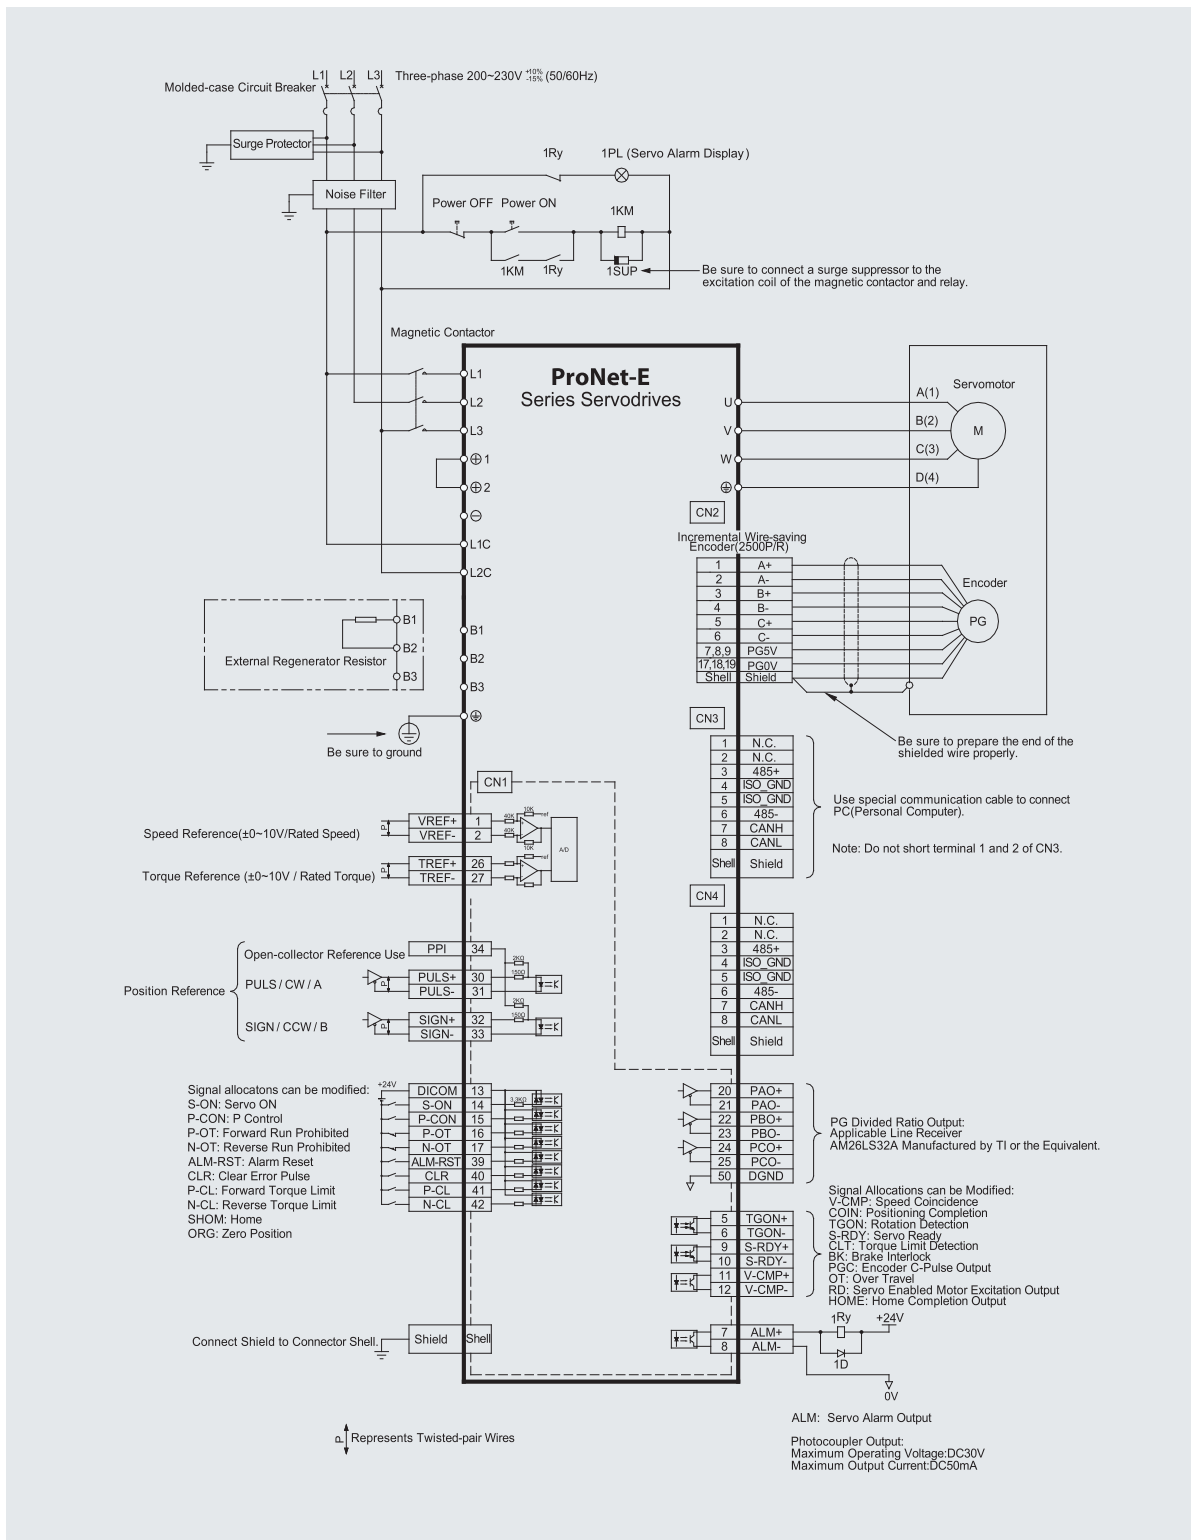 L1 L2 L3 Three-phase 200~230V +10% -15% (50/60Hz)
Molded-case Circuit Breaker
Surge Protector
Noise Filter
1Ry 1PL (Servo Alarm Display)
Power OFF Power ON
1KM
1KM 1Ry 1SUP
Be sure to connect a surge suppressor to the
excitation coil of the magnetic contactor and relay.
Magnetic Contactor
ProNet-E
Series Servodrives
L1
L2
L3
1
2
L1C
L2C
B1
B2
B3
External Regenerator Resistor
B1
B2
B3
Be sure to ground
U
V
W
A(1)
B(2)
C(3)
D(4)
Servomotor
M
CN2
Incremental Wire-saving
Encoder(2500P/R)
1 A+
2 A-
3 B+
4 B-
5 C+
6 C-
7,8,9 PG5V
17,18,19 PG0V
Shell Shield
Encoder
PG
Be sure to prepare the end of the
shielded wire properly.
CN3
1 N.C.
2 N.C.
3 485+
4 ISO_GND
5 ISO_GND
6 485-
7 CANH
8 CANL
Shell Shield
Use special communication cable to connect
PC(Personal Computer).
Note: Do not short terminal 1 and 2 of CN3.
CN4
1 N.C.
2 N.C.
3 485+
4 ISO_GND
5 ISO_GND
6 485-
7 CANH
8 CANL
Shell Shield
CN1
Speed Reference(±0~10V/Rated Speed)
P
VREF+ 1
VREF- 2
40K
40K
10K
10K
ref
A/D
Torque Reference (±0~10V / Rated Torque)
P
TREF+ 26
TREF- 27
Position Reference
Open-collector Reference Use
PPI 34
PULS / CW / A
P
PULS+ 30
PULS- 31
2KΩ
150Ω
SIGN / CCW / B
P
SIGN+ 32
SIGN- 33
2KΩ
150Ω
Signal allocatons can be modified:
S-ON: Servo ON
P-CON: P Control
P-OT: Forward Run Prohibited
N-OT: Reverse Run Prohibited
ALM-RST: Alarm Reset
CLR: Clear Error Pulse
P-CL: Forward Torque Limit
N-CL: Reverse Torque Limit
SHOM: Home
ORG: Zero Position
+24V
DICOM 13
S-ON 14
P-CON 15
P-OT 16
N-OT 17
ALM-RST 39
CLR 40
P-CL 41
N-CL 42
3.3KΩ
20 PAO+
21 PAO-
22 PBO+
23 PBO-
24 PCO+
25 PCO-
50 DGND
PG Divided Ratio Output:
Applicable Line Receiver
AM26LS32A Manufactured by TI or the Equivalent.
5 TGON+
6 TGON-
9 S-RDY+
10 S-RDY-
11 V-CMP+
12 V-CMP-
Signal Allocations can be Modified:
V-CMP: Speed Coincidence
COIN: Positioning Completion
TGON: Rotation Detection
S-RDY: Servo Ready
CLT: Torque Limit Detection
BK: Brake Interlock
PGC: Encoder C-Pulse Output
OT: Over Travel
RD: Servo Enabled Motor Excitation Output
HOME: Home Completion Output
Connect Shield to Connector Shell.
Shield Shell
7 ALM+
8 ALM-
1Ry
+24V
1D
0V
ALM: Servo Alarm Output
Photocoupler Output:
Maximum Operating Voltage:DC30V
Maximum Output Current:DC50mA
P Represents Twisted-pair Wires